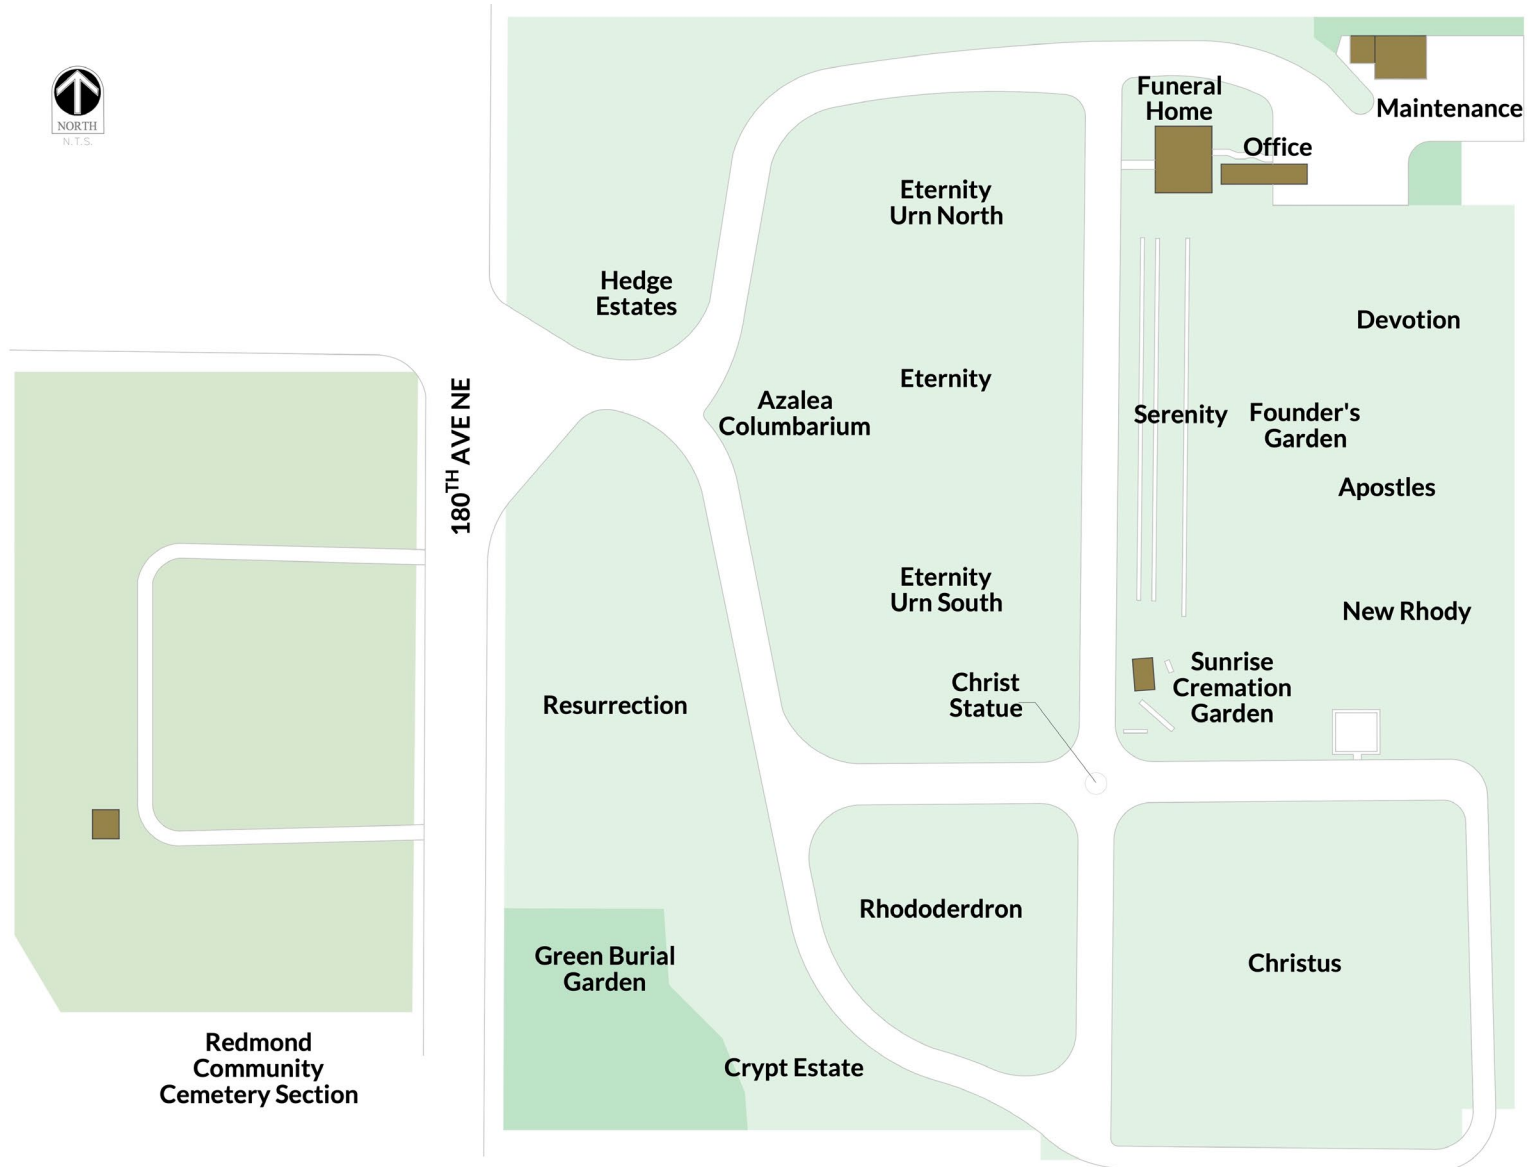 NORTH
N.T.S.
Funeral
Home
Maintenance
Office
Eternity
Urn North
Hedge
Estates
Devotion
Eternity
Azalea
Columbarium
Serenity
Founder's
Garden
180TH AVE NE
Apostles
Eternity
Urn South
New Rhody
Sunrise
Cremation
Garden
Christ
Statue
Resurrection
Rhododerdron
Green Burial
Garden
Christus
Crypt Estate
Redmond
Community
Cemetery Section